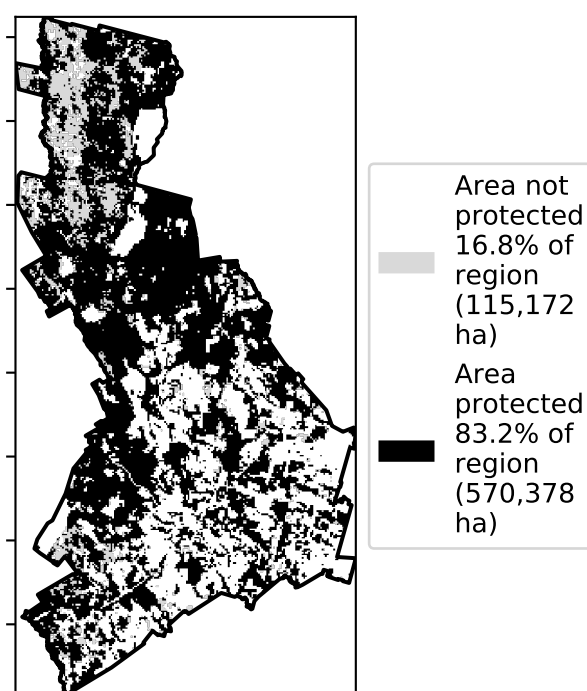 Area not
protected
16.8% of
region
(115,172
ha)
Area
protected
83.2% of
region
(570,378
ha)